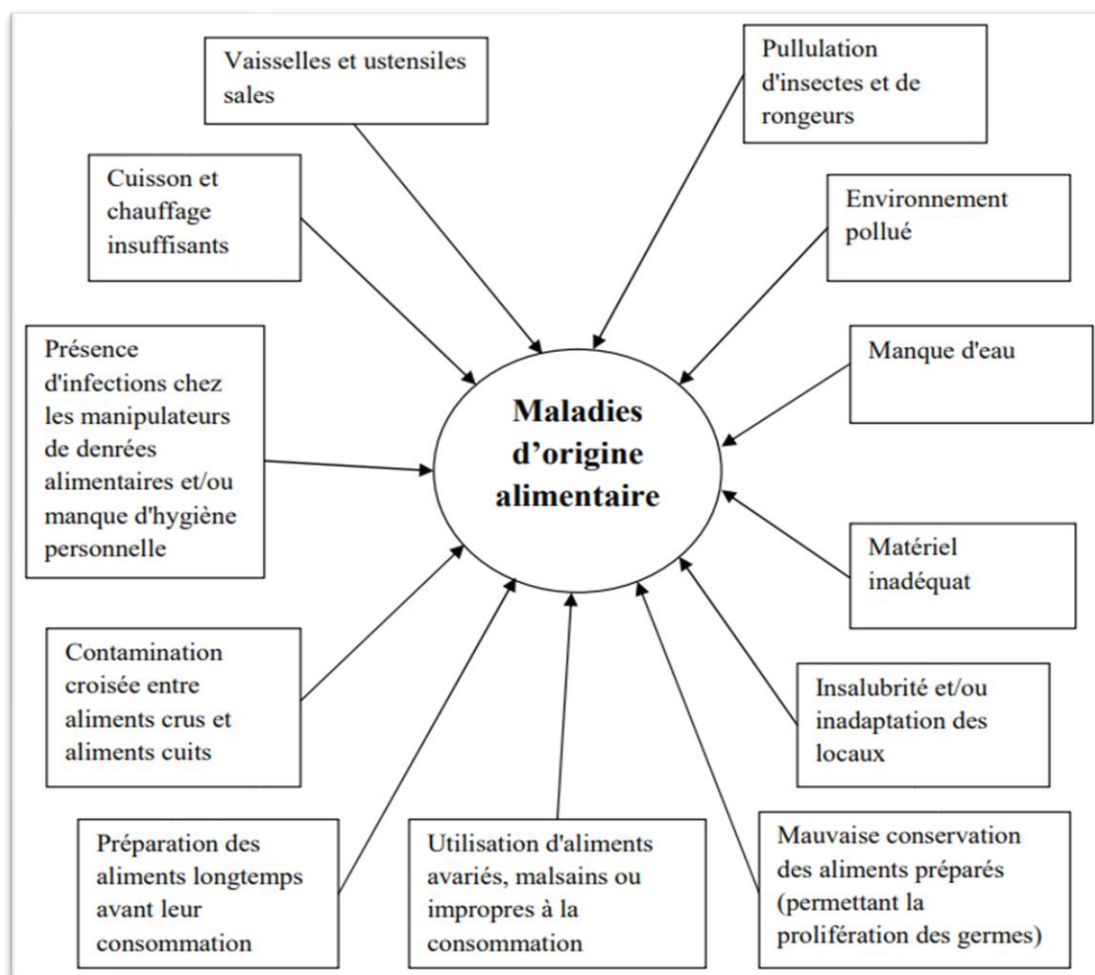 Vaisselles et ustensiles
sales
Pullulation
d'insectes et de
rongeurs
Cuisson et
chauffage
insuffisants
Environnement
pollué
Présence
d'infections chez
les manipulateurs
de denrées
alimentaires et/ou
manque d'hygiène
personnelle
Maladies
d’origine
alimentaire
Manque d'eau
Matériel
inadéquat
Contamination
croisée entre
aliments crus et
aliments cuits
Insalubrité et/ou
inadaptation des
locaux
Préparation des
aliments longtemps
avant leur
consommation
Utilisation d'aliments
avariés, malsains ou
impropres à la
consommation
Mauvaise conservation
des aliments préparés
(permettant la
prolifération des germes)